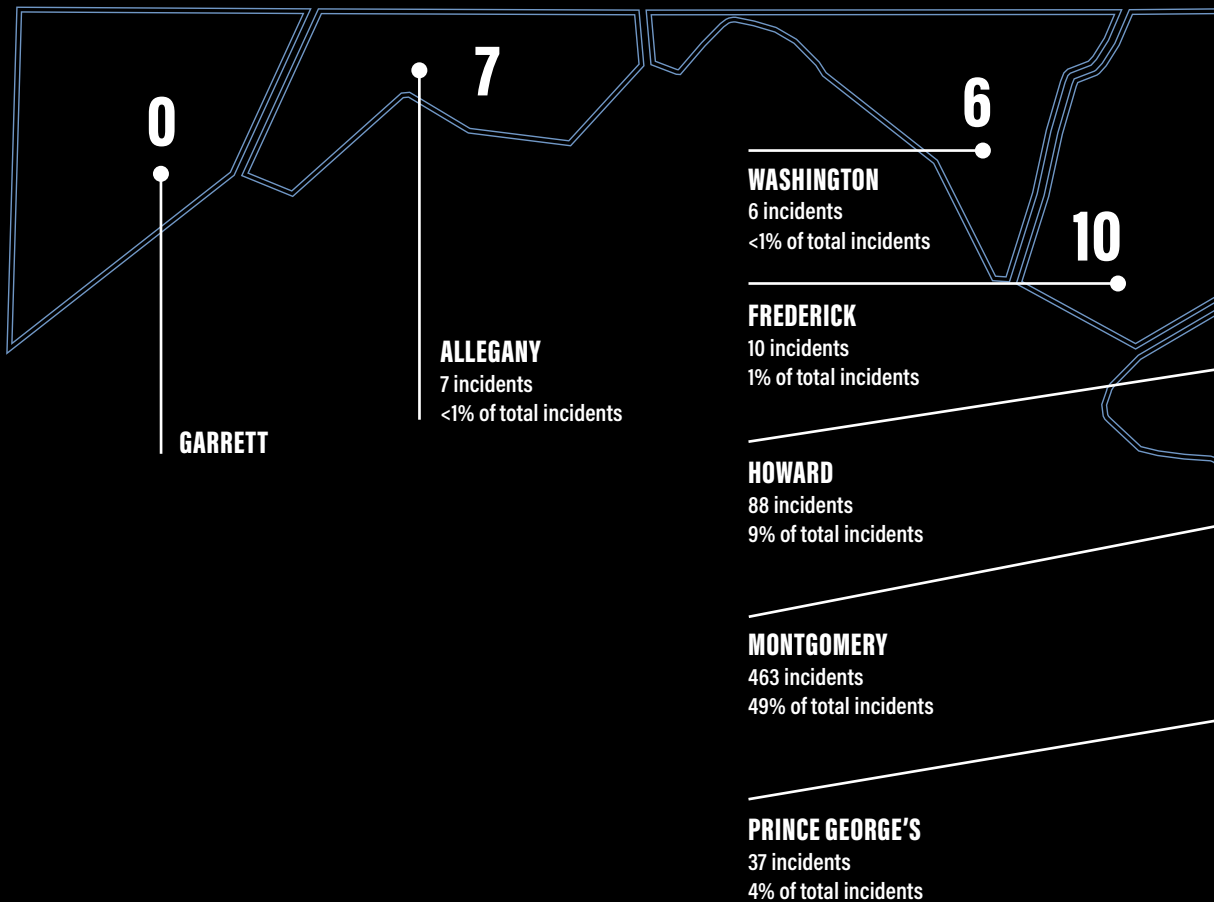 0
GARRETT
7
ALLEGANY
7 incidents
<1% of total incidents
6
WASHINGTON
6 incidents
<1% of total incidents
10
FREDERICK
10 incidents
1% of total incidents
HOWARD
88 incidents
9% of total incidents
MONTGOMERY
463 incidents
49% of total incidents
PRINCE GEORGE'S
37 incidents
4% of total incidents